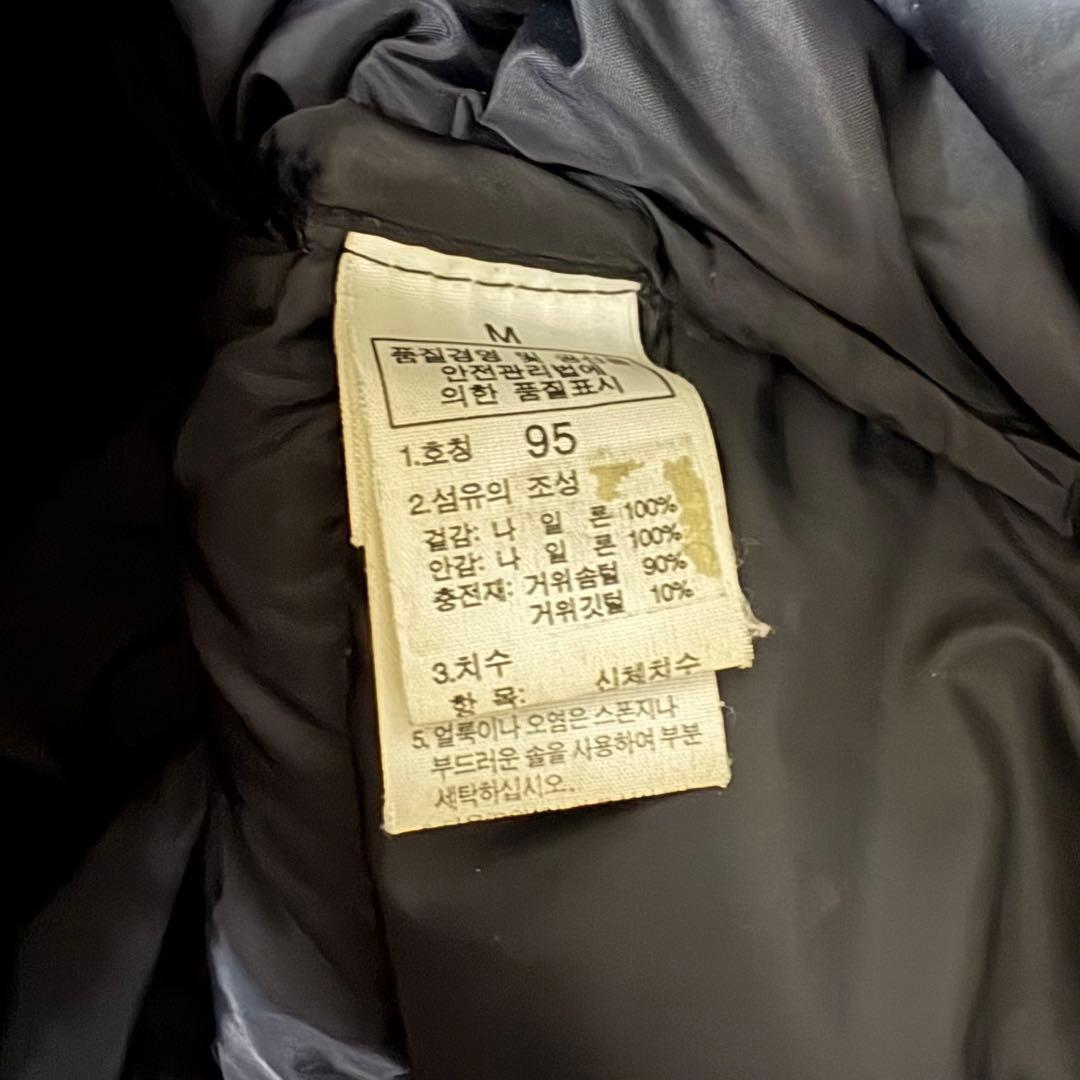 M
품질경영 및 공산품
안전관리법에
의한 품질표시
1.호칭 95
2.섬유의 조성
겉감: 나 일 론 100%
안감: 나 일 론 100%
충전재: 거위솜털 90%
거위깃털 10%
3.치수
항 목: 신체치수
5. 얼룩이나 오염은 스폰지나
부드러운 솔을 사용하여 부분
세탁하십시오.